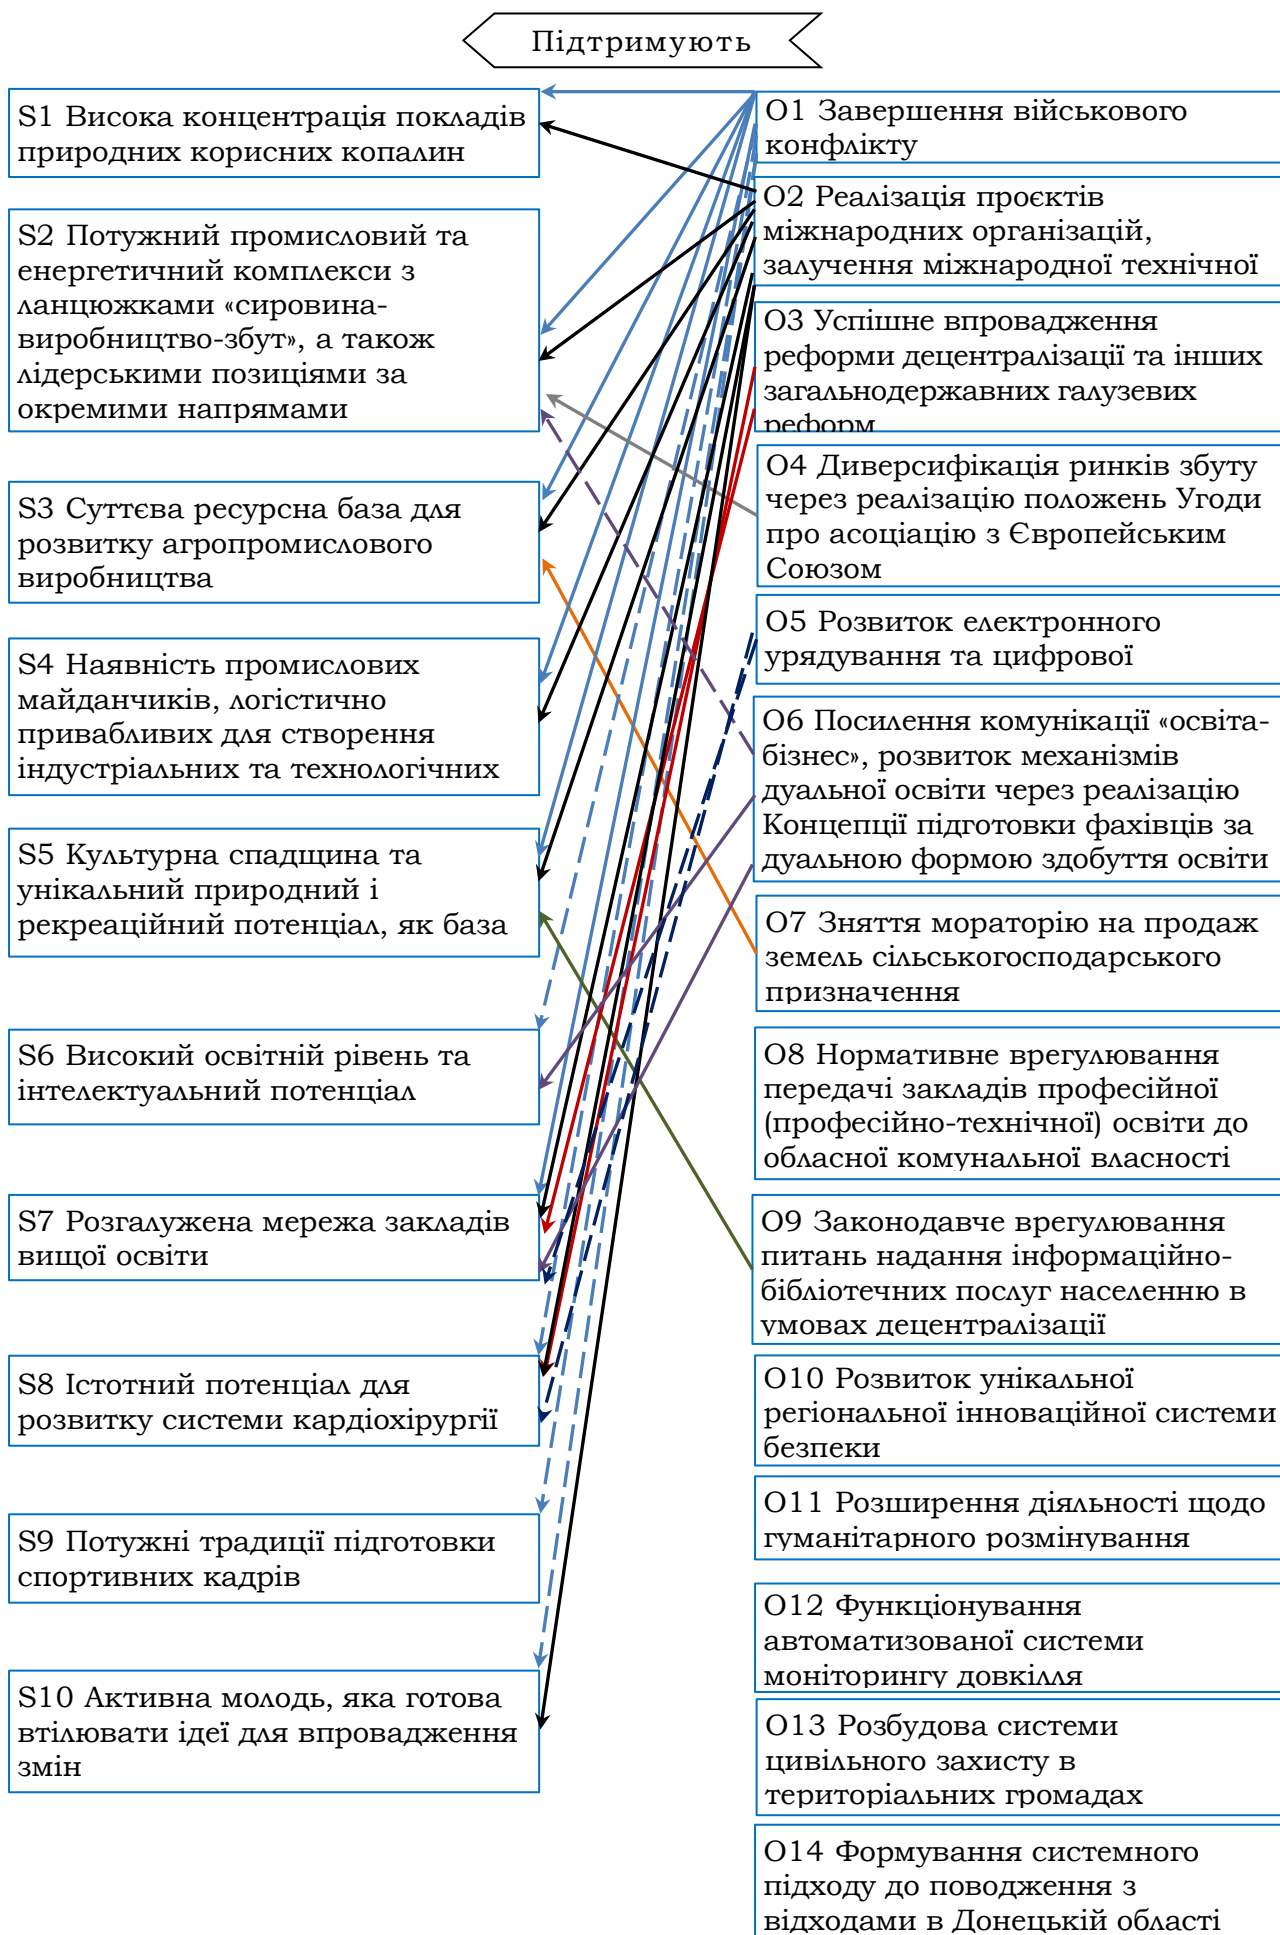 Підтримують
S1 Висока концентрація покладів
природних корисних копалин
S2 Потужний промисловий та
енергетичний комплекси з
ланцюжками «сировина-
виробництво-збут», а також
лідерськими позиціями за
окремими напрямами
S3 Суттєва ресурсна база для
розвитку агропромислового
виробництва
S4 Наявність промислових
майданчиків, логістично
привабливих для створення
індустріальних та технологічних
S5 Культурна спадщина та
унікальний природний і
рекреаційний потенціал, як база
S6 Високий освітній рівень та
інтелектуальний потенціал
S7 Розгалужена мережа закладів
вищої освіти
S8 Істотний потенціал для
розвитку системи кардіохірургії
S9 Потужні традиції підготовки
спортивних кадрів
S10 Активна молодь, яка готова
втілювати ідеї для впровадження
змін
O1 Завершення військового
конфлікту
O2 Реалізація проєктів
міжнародних організацій,
залучення міжнародної технічної
O3 Успішне впровадження
реформи децентралізації та інших
загальнодержавних галузевих
реформ
O4 Диверсифікація ринків збуту
через реалізацію положень Угоди
про асоціацію з Європейським
Союзом
O5 Розвиток електронного
урядування та цифрової
O6 Посилення комунікації «освіта-
бізнес», розвиток механізмів
дуальної освіти через реалізацію
Концепції підготовки фахівців за
дуальною формою здобуття освіти
O7 Зняття мораторію на продаж
земель сільськогосподарського
призначення
O8 Нормативне врегулювання
передачі закладів професійної
(професійно-технічної) освіти до
обласної комунальної власності
O9 Законодавче врегулювання
питань надання інформаційно-
бібліотечних послуг населенню в
умовах децентралізації
O10 Розвиток унікальної
регіональної інноваційної системи
безпеки
O11 Розширення діяльності щодо
гуманітарного розмінування
O12 Функціонування
автоматизованої системи
моніторингу довкілля
O13 Розбудова системи
цивільного захисту в
територіальних громадах
O14 Формування системного
підходу до поводження з
відходами в Донецькій області